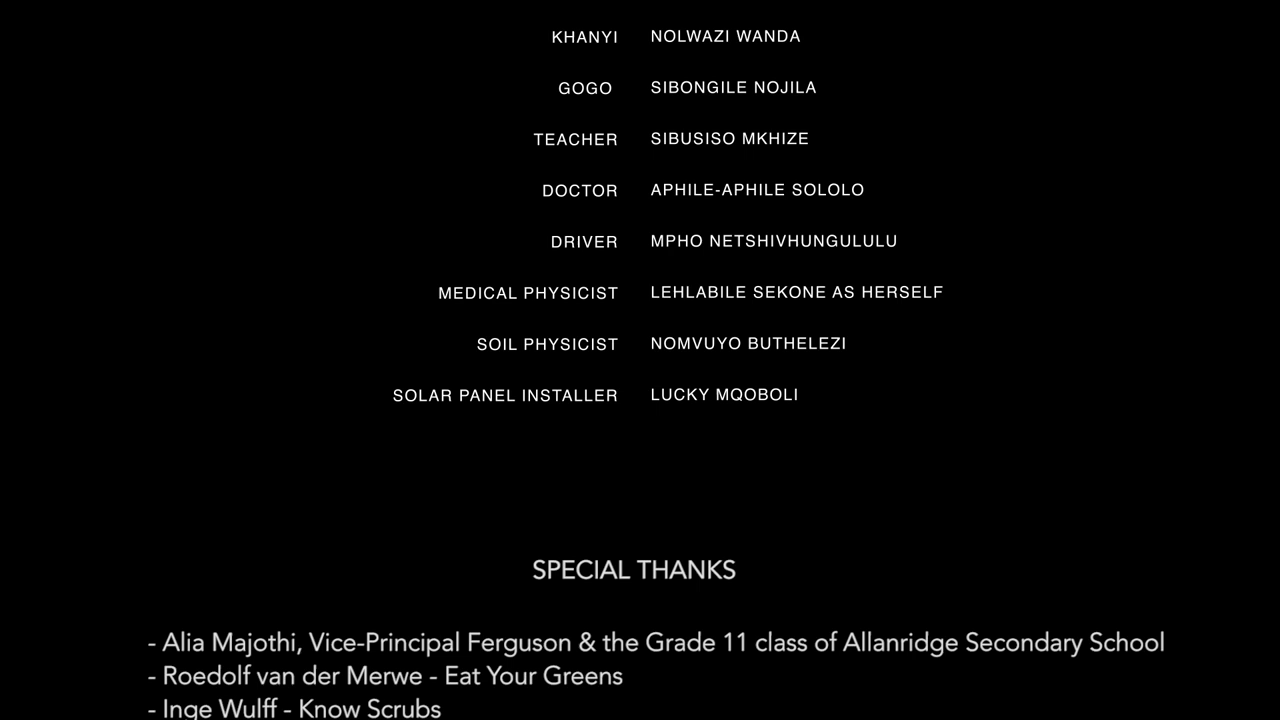 KHANYI NOLWAZI WANDA
GOGO SIBONGILE NOJILA
TEACHER SIBUSISO MKHIZE
DOCTOR APHILE-APHILE SOLOLO
DRIVER MPHO NETSHIVHUNGULULU
MEDICAL PHYSICIST LEHLABILE SEKONE AS HERSELF
SOIL PHYSICIST NOMVUYO BUTHELEZI
SOLAR PANEL INSTALLER LUCKY MQOBOLI
SPECIAL THANKS
- Alia Majothi, Vice-Principal Ferguson & the Grade 11 class of Allanridge Secondary School
- Roedolf van der Merwe - Eat Your Greens
- Inge Wulff - Know Scrubs